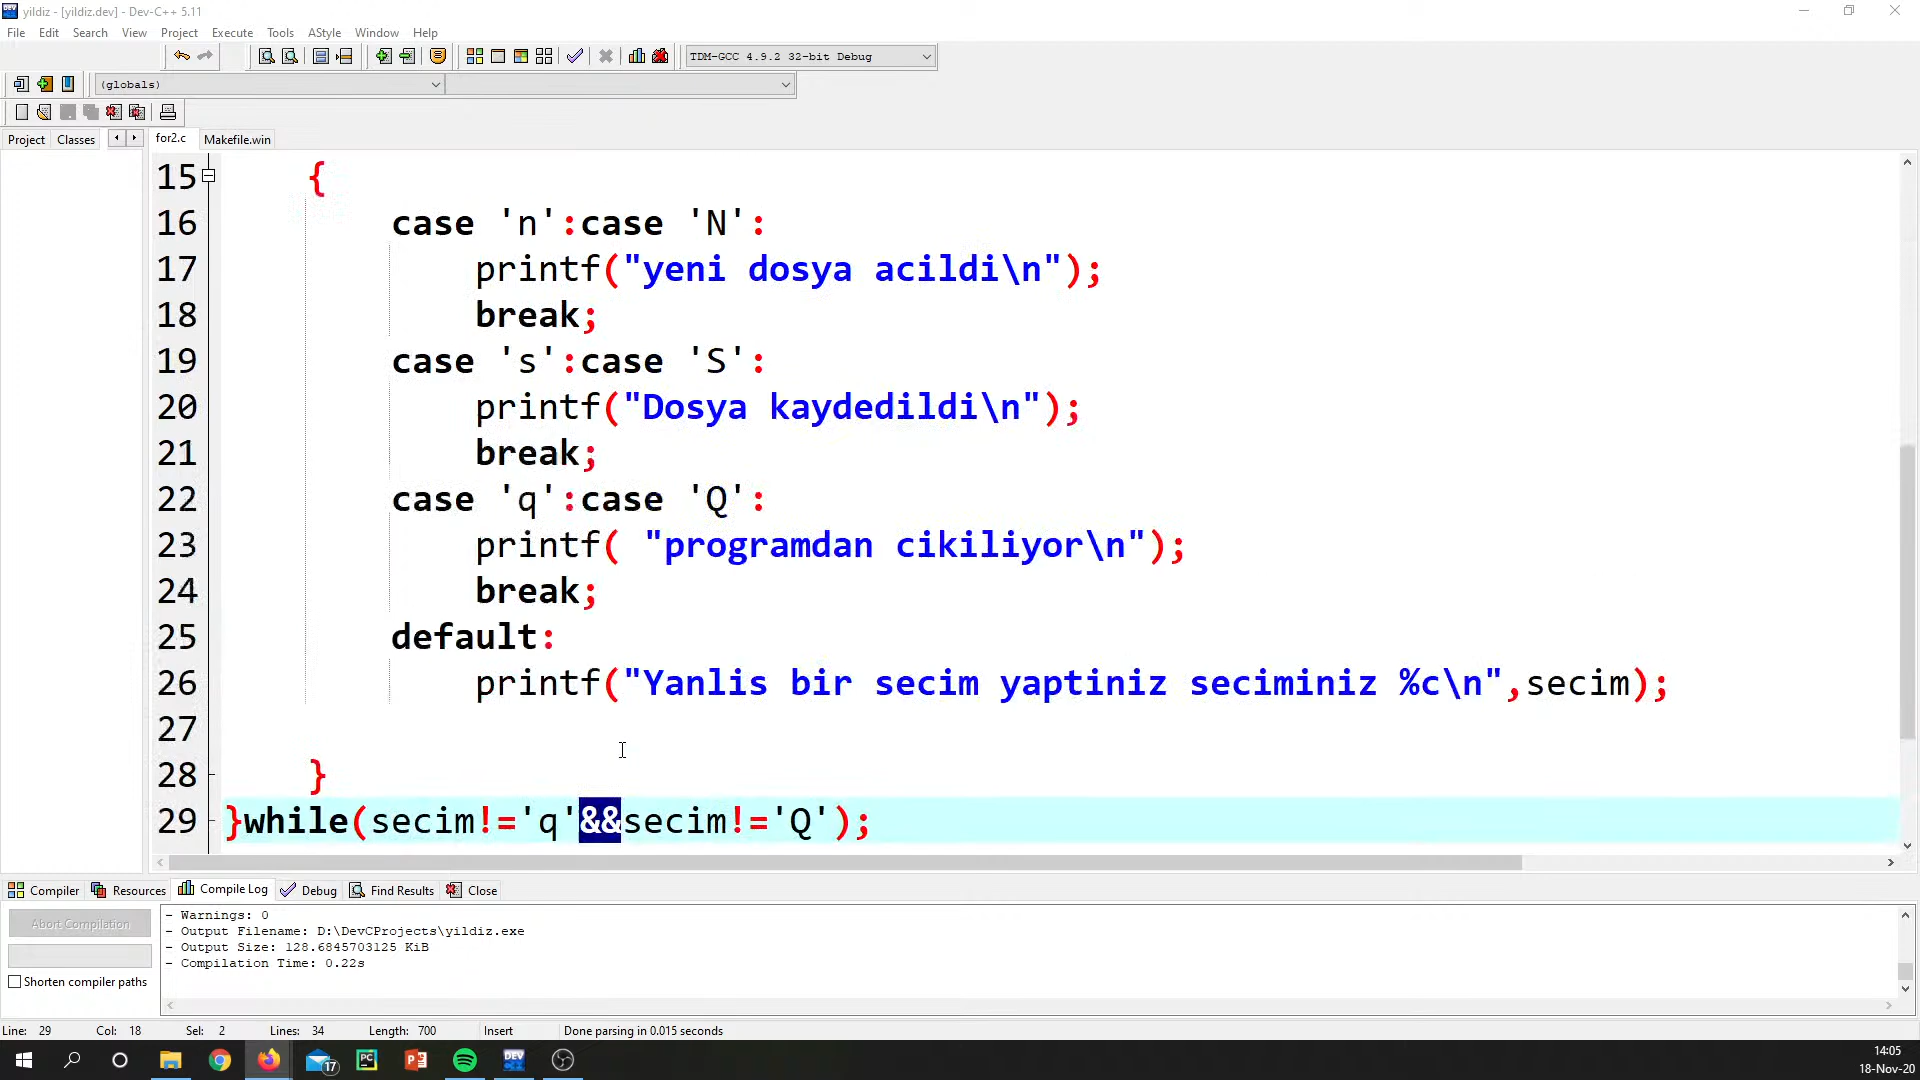 yildiz - [yildiz.dev] - Dev-C++ 5.11
File Edit Search View Project Execute Tools AStyle Window Help
TDM-GCC 4.9.2 32-bit Debug
(globals)
Project Classes for2.c Makefile.win
15 {
16 case 'n':case 'N':
17 printf("yeni dosya acildi\n");
18 break;
19 case 's':case 'S':
20 printf("Dosya kaydedildi\n");
21 break;
22 case 'q':case 'Q':
23 printf( "programdan cikiliyor\n");
24 break;
25 default:
26 printf("Yanlis bir secim yaptiniz seciminiz %c\n",secim);
27
28 }
29 }while(secim!='q'&&secim!='Q');
Compiler Resources Compile Log Debug Find Results Close
Abort Compilation
Shorten compiler paths
- Warnings: 0
- Output Filename: D:\DevCProjects\yildiz.exe
- Output Size: 128.6845703125 KiB
- Compilation Time: 0.22s
Line: 29 Col: 18 Sel: 2 Lines: 34 Length: 700 Insert Done parsing in 0.015 seconds
17 PC P DEV
14:05
18-Nov-20